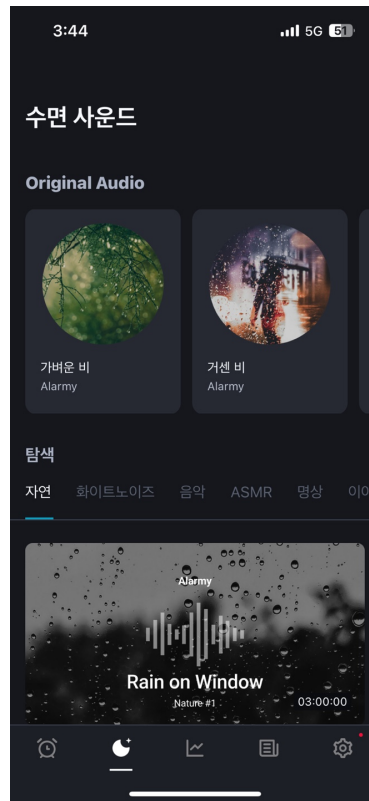 3:44
5G 51
수면 사운드
Original Audio
가벼운 비
Alarmy
거센 비
Alarmy
탐색
자연 화이트노이즈 음악 ASMR 명상
Alarmy
Rain on Window
Nature #1
03:00:00